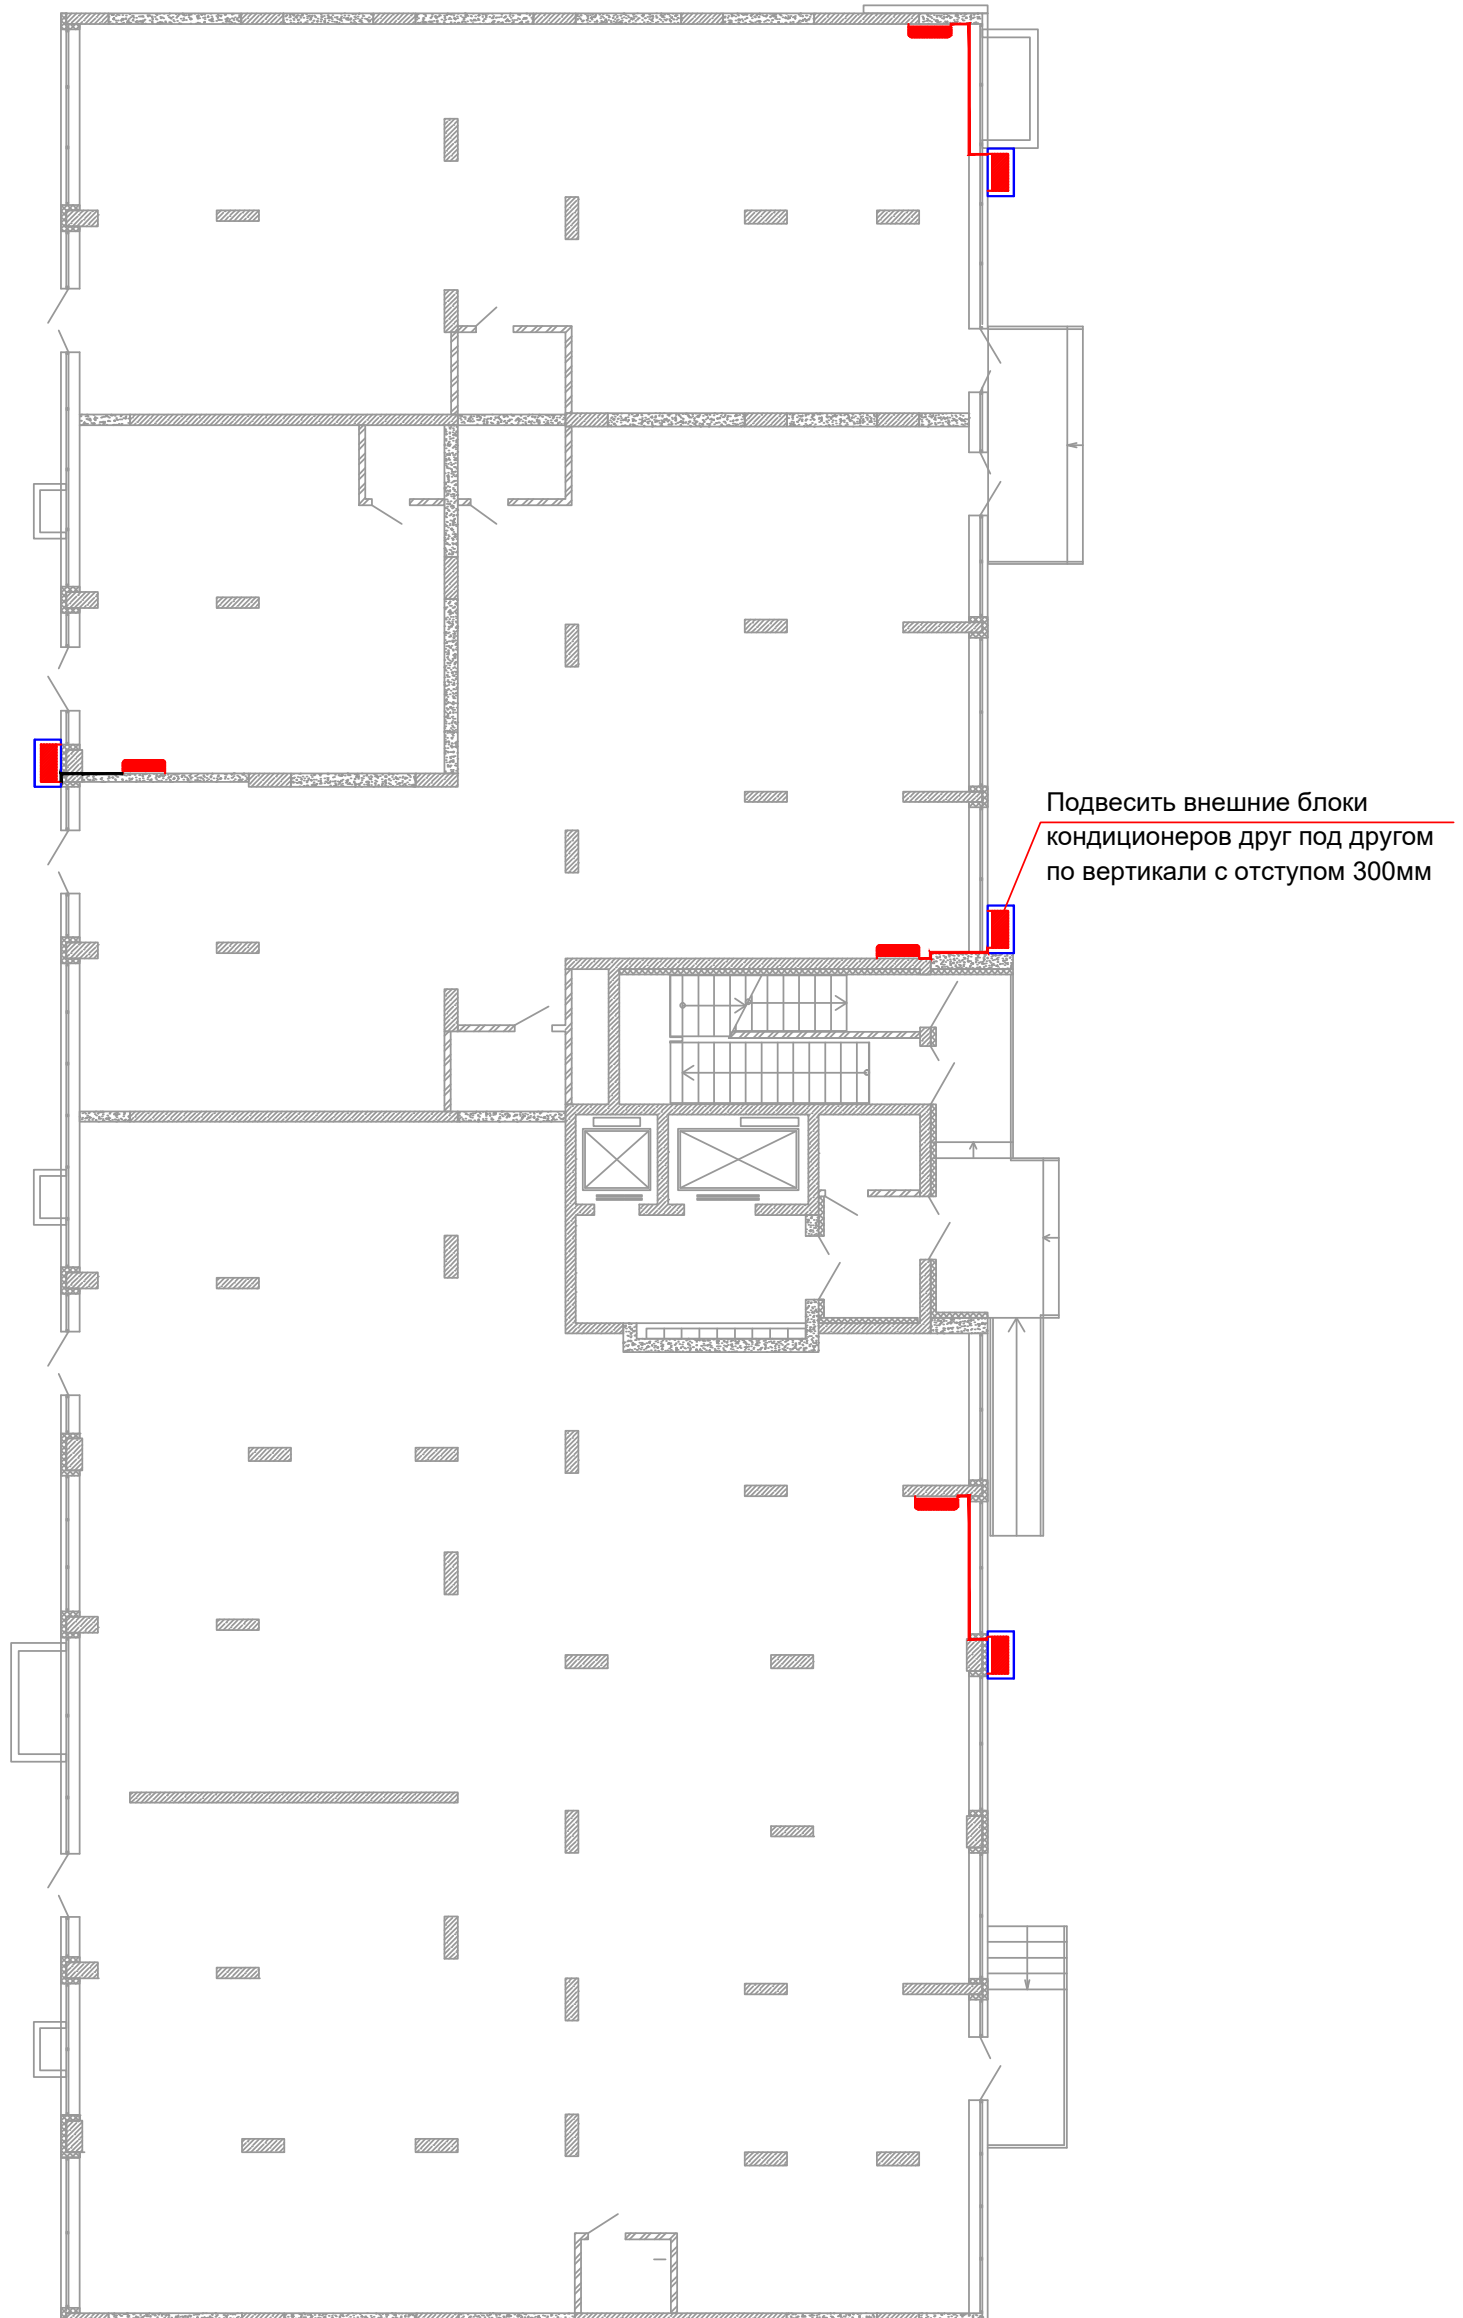 Подвесить внешние блоки
кондиционеров друг под другом
по вертикали с отступом 300мм